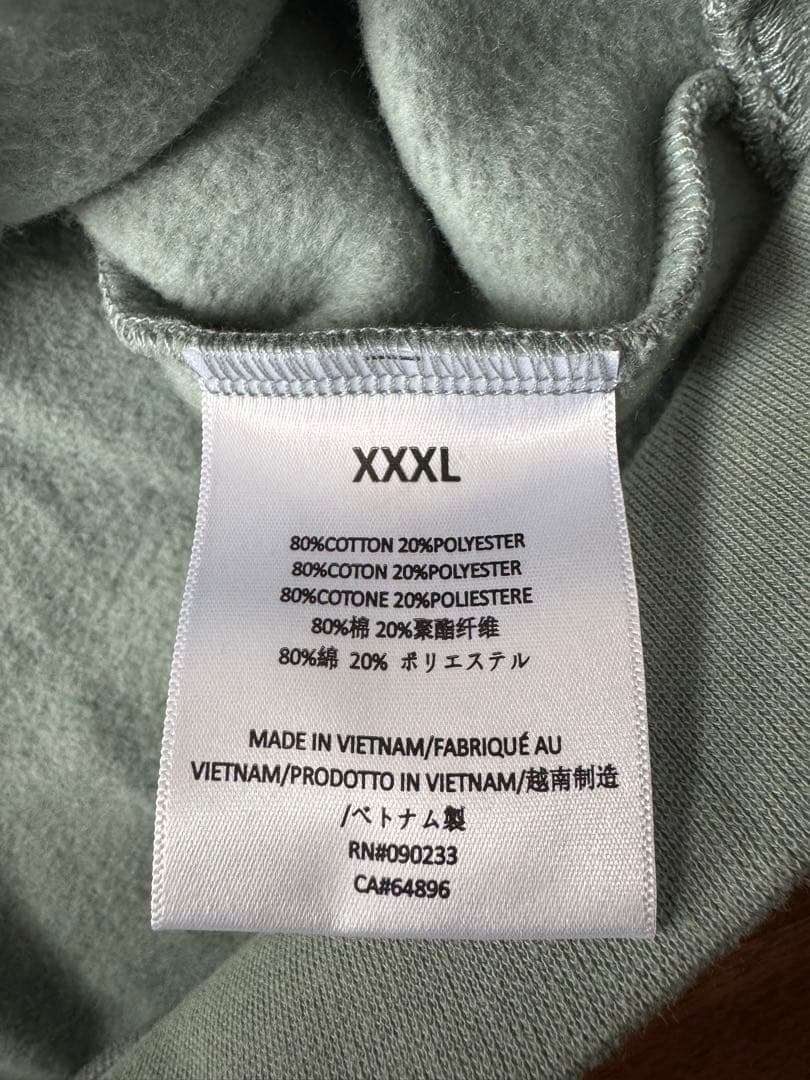 XXXL
80%COTTON 20%POLYESTER
80%COTON 20%POLYESTER
80%COTONE 20%POLIESTERE
80%棉 20%聚酯纤维
80%綿 20% ポリエステル
MADE IN VIETNAM/FABRIQUÉ AU
VIETNAM/PRODOTTO IN VIETNAM/越南制造
/ベトナム製
RN#090233
CA#64896